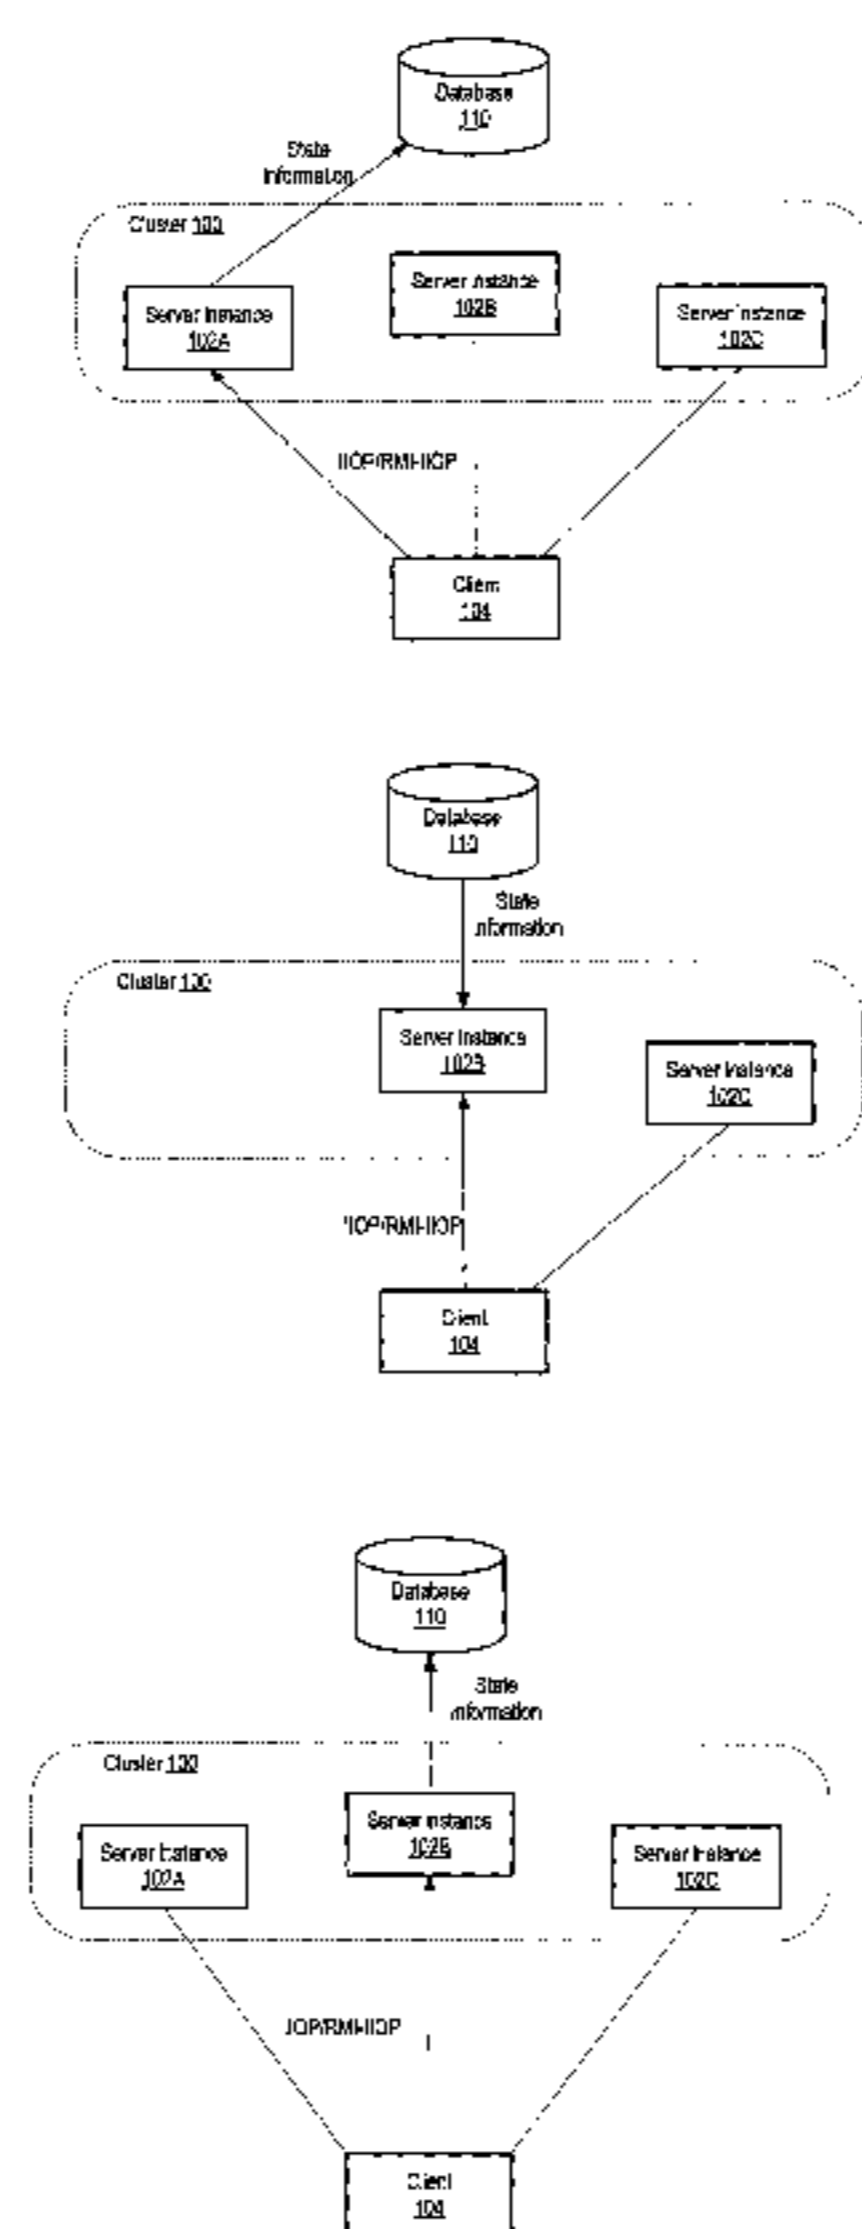 Database
110
State
Information
Cluster 100
Server Instance
102A
Server Instance
102B
Server Instance
102C
IIOP/RMI-IIOP
Client
104
Database
110
State
Information
Cluster 100
Server Instance
102B
Server Instance
102C
IIOP/RMI-IIOP
Client
104
Database
110
State
Information
Cluster 100
Server Instance
102A
Server Instance
102B
Server Instance
102C
IIOP/RMI-IIOP
Client
104